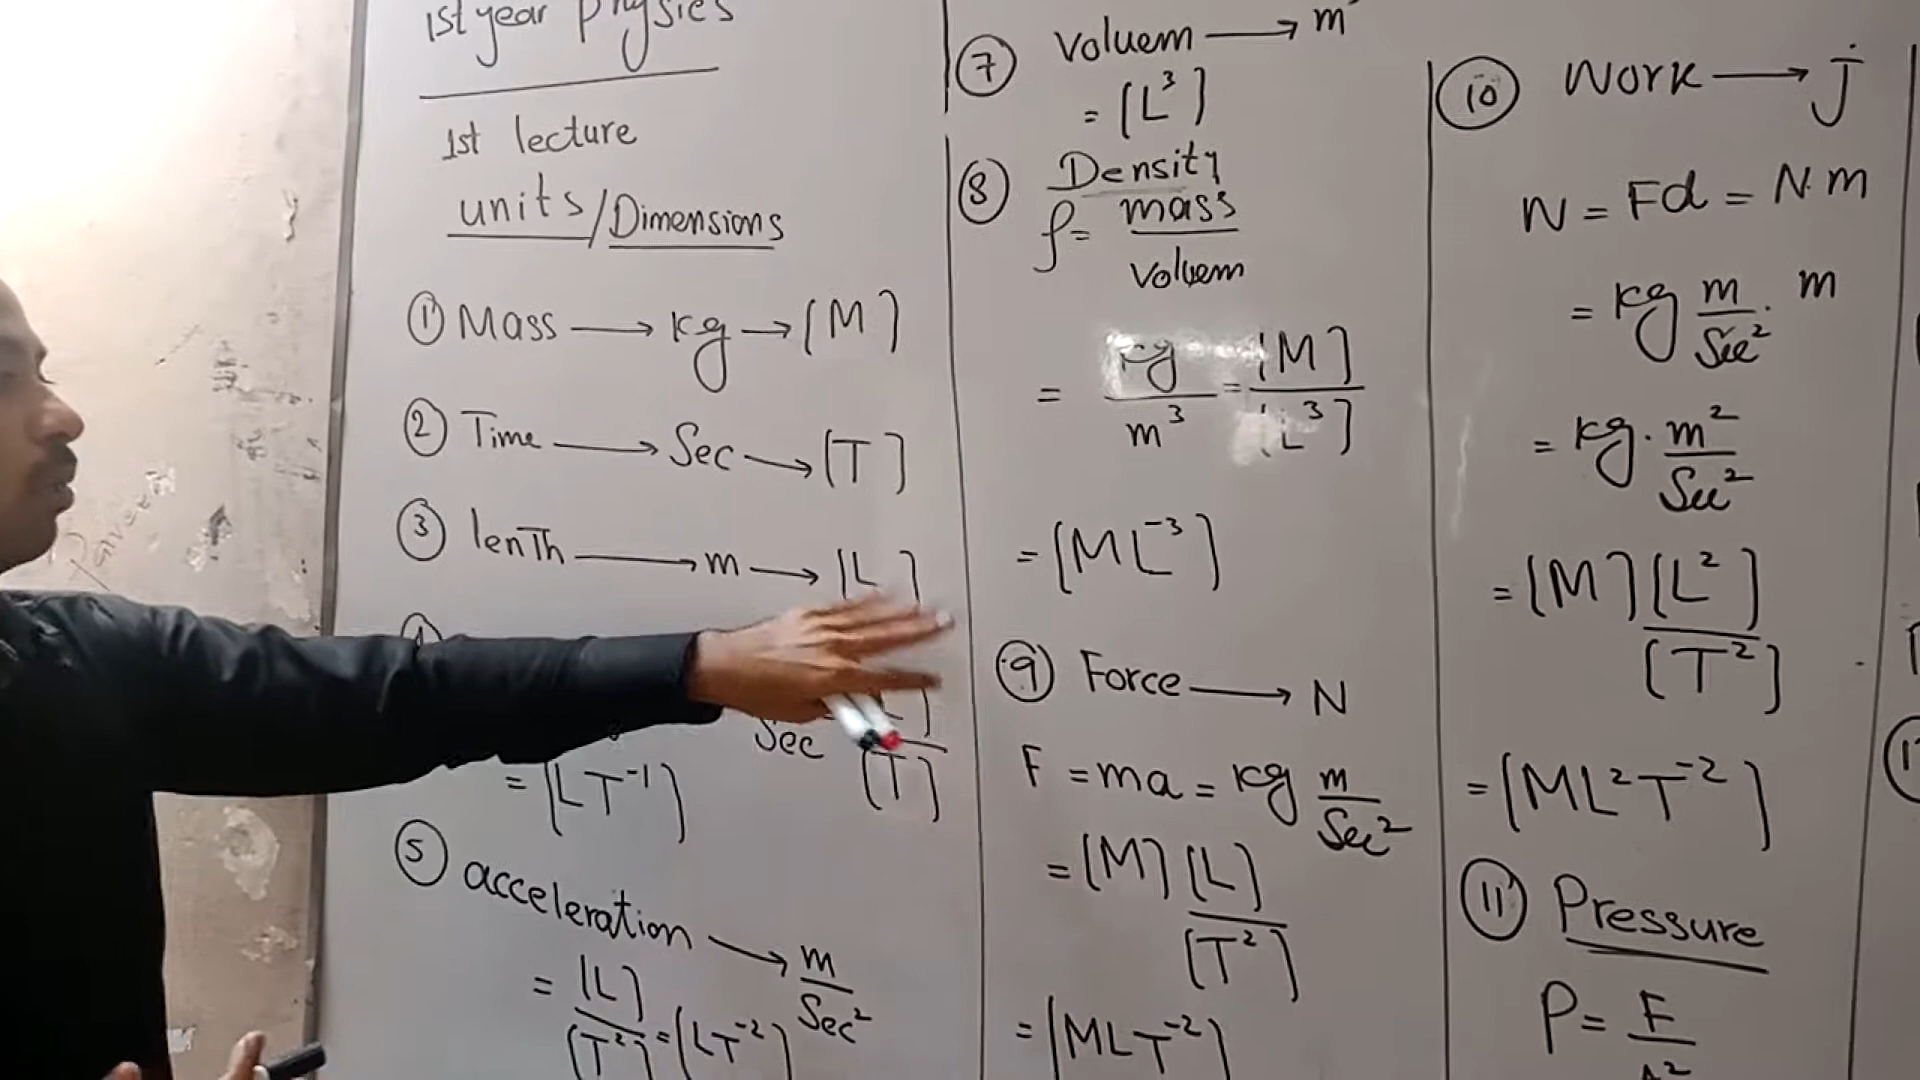 1st year Physics
1st lecture
units/Dimensions
① Mass → kg → [M]
② Time → Sec → [T]
③ lenTh → m → [L]
Sec [T]
= [LT⁻¹]
⑤ acceleration → m/Sec²
= [L]/[T²] = [LT⁻²]
⑦ Voluem → m
= [L³]
⑧ Density
ρ = mass/Voluem
= kg/m³ = [M]/[L³]
= [ML⁻³]
⑨ Force → N
F = ma = kg m/Sec²
= [M] [L]/[T²]
= [MLT⁻²]
⑩ Work → j
W = Fd = N·m
= kg m/Sec² · m
= kg · m²/Sec²
= [M] [L²]/[T²]
= [ML²T⁻²]
⑪ Pressure
P = F